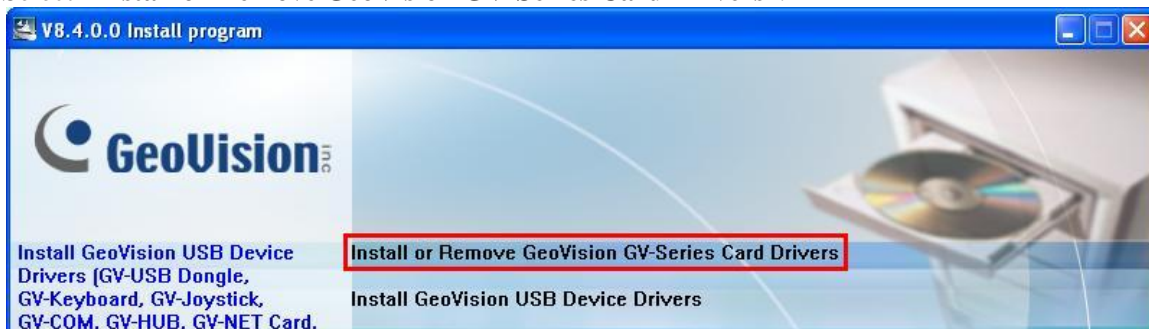 V8.4.0.0 Install program
GeoVision Inc
Install GeoVision USB Device
Drivers (GV-USB Dongle,
GV-Keyboard, GV-Joystick,
GV-COM, GV-HUB, GV-NET Card,
Install or Remove GeoVision GV-Series Card Drivers
Install GeoVision USB Device Drivers